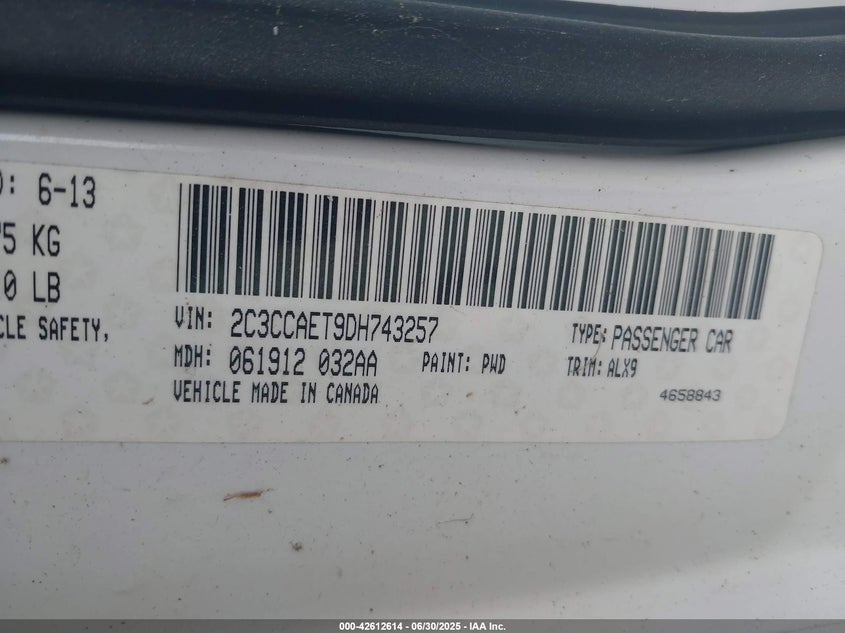 ): 6-13
75 KG
0 LB
CLE SAFETY,
VIN: 2C3CCAET9DH743257
TYPE: PASSENGER CAR
MDH: 061912 032AA
PAINT: PWD
TRIM: ALX9
VEHICLE MADE IN CANADA
4658843
000-42612614 - 06/30/2025 - IAA Inc.